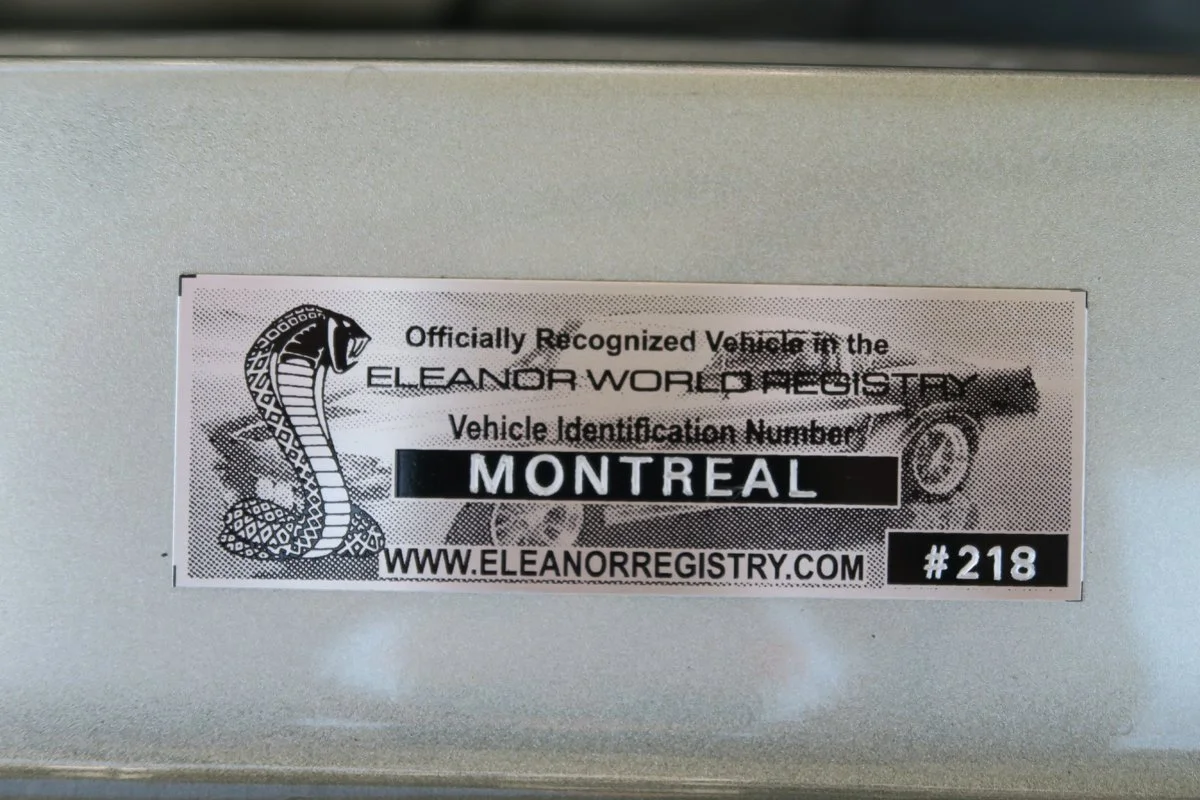 Officially Recognized Vehicle in the
ELEANOR WORLD REGISTRY
Vehicle Identification Number
MONTREAL
WWW.ELEANORREGISTRY.COM
#218